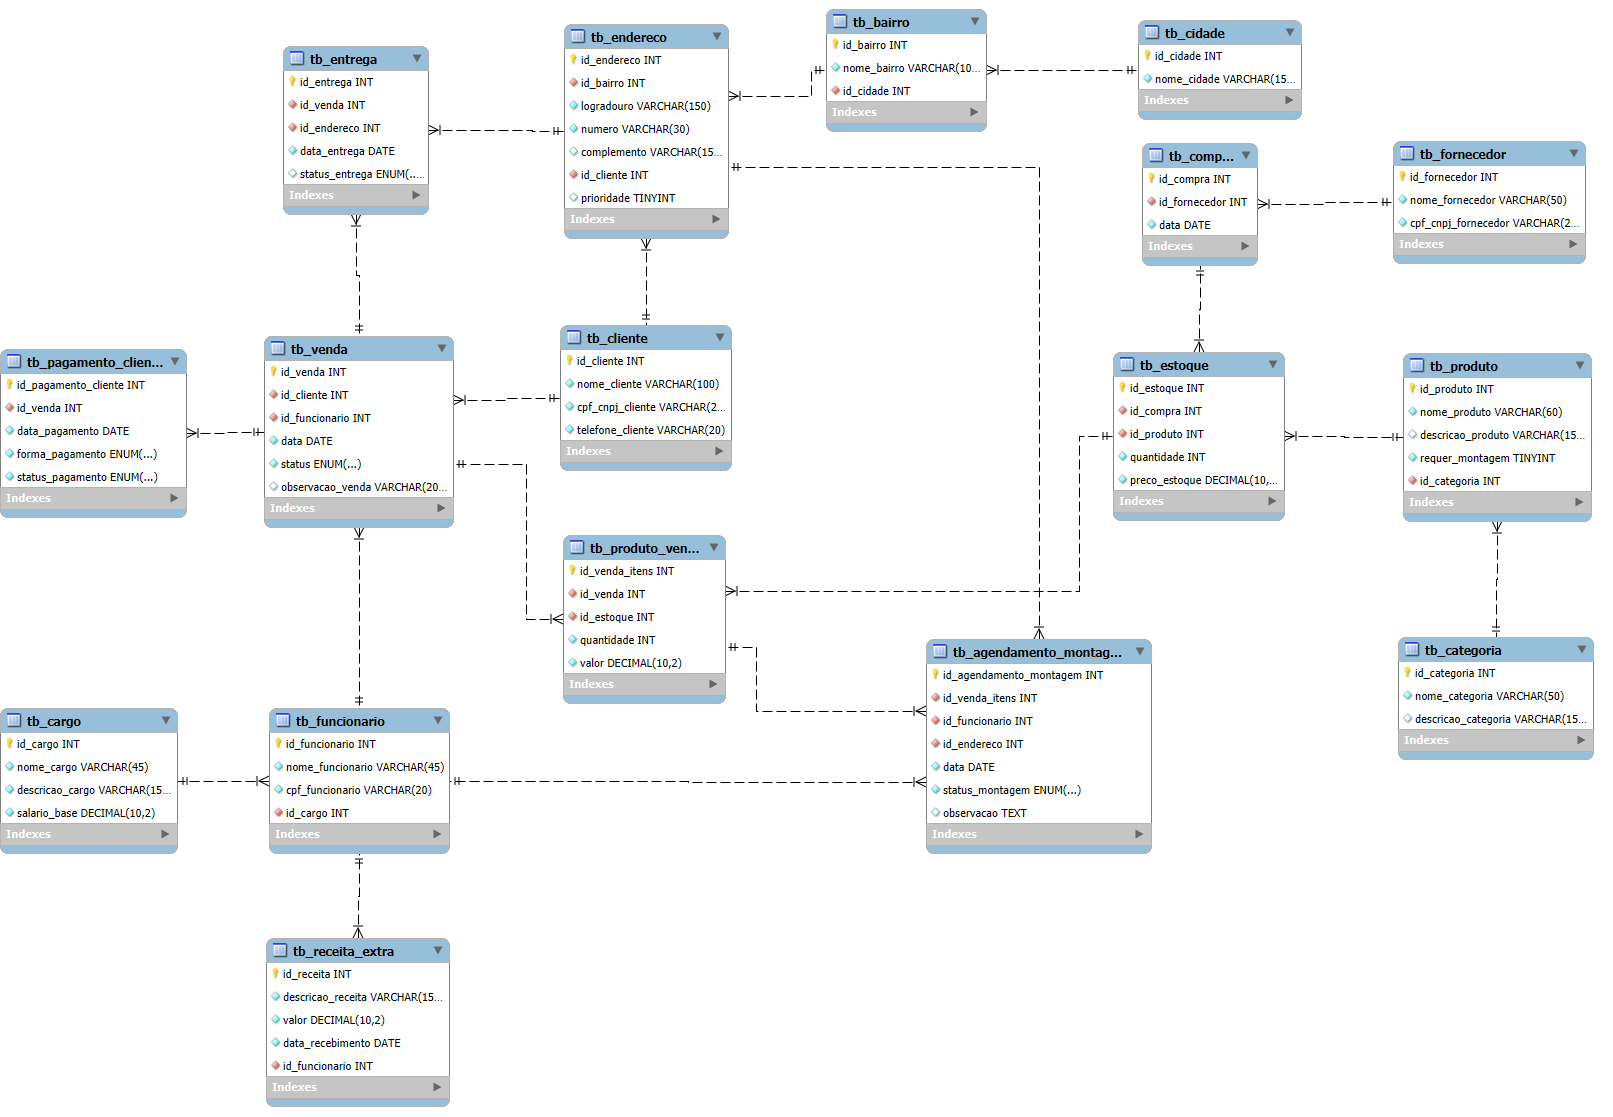 tb_bairro
id_bairro INT
nome_bairro VARCHAR(10...
id_cidade INT
Indexes
tb_cidade
id_cidade INT
nome_cidade VARCHAR(15...
Indexes
tb_endereco
id_endereco INT
id_bairro INT
logradouro VARCHAR(150)
numero VARCHAR(30)
complemento VARCHAR(15...
id_cliente INT
prioridade TINYINT
Indexes
tb_entrega
id_entrega INT
id_venda INT
id_endereco INT
data_entrega DATE
status_entrega ENUM(...
Indexes
tb_comp...
id_compra INT
id_fornecedor INT
data DATE
Indexes
tb_fornecedor
id_fornecedor INT
nome_fornecedor VARCHAR(50)
cpf_cnpj_fornecedor VARCHAR(2...
Indexes
tb_pagamento_clien...
id_pagamento_cliente INT
id_venda INT
data_pagamento DATE
forma_pagamento ENUM(...)
status_pagamento ENUM(...)
Indexes
tb_venda
id_venda INT
id_cliente INT
id_funcionario INT
data DATE
status ENUM(...)
observacao_venda VARCHAR(20...
Indexes
tb_cliente
id_cliente INT
nome_cliente VARCHAR(100)
cpf_cnpj_cliente VARCHAR(2...
telefone_cliente VARCHAR(20)
Indexes
tb_estoque
id_estoque INT
id_compra INT
id_produto INT
quantidade INT
preco_estoque DECIMAL(10,...
Indexes
tb_produto
id_produto INT
nome_produto VARCHAR(60)
descricao_produto VARCHAR(15...
requer_montagem TINYINT
id_categoria INT
Indexes
tb_produto_ven...
id_venda_itens INT
id_venda INT
id_estoque INT
quantidade INT
valor DECIMAL(10,2)
Indexes
tb_agendamento_montag...
id_agendamento_montagem INT
id_venda_itens INT
id_funcionario INT
id_endereco INT
data DATE
status_montagem ENUM(...)
observacao TEXT
Indexes
tb_categoria
id_categoria INT
nome_categoria VARCHAR(50)
descricao_categoria VARCHAR(15...
Indexes
tb_cargo
id_cargo INT
nome_cargo VARCHAR(45)
descricao_cargo VARCHAR(15...
salario_base DECIMAL(10,2)
Indexes
tb_funcionario
id_funcionario INT
nome_funcionario VARCHAR(45)
cpf_funcionario VARCHAR(20)
id_cargo INT
Indexes
tb_receita_extra
id_receita INT
descricao_receita VARCHAR(15...
valor DECIMAL(10,2)
data_recebimento DATE
id_funcionario INT
Indexes